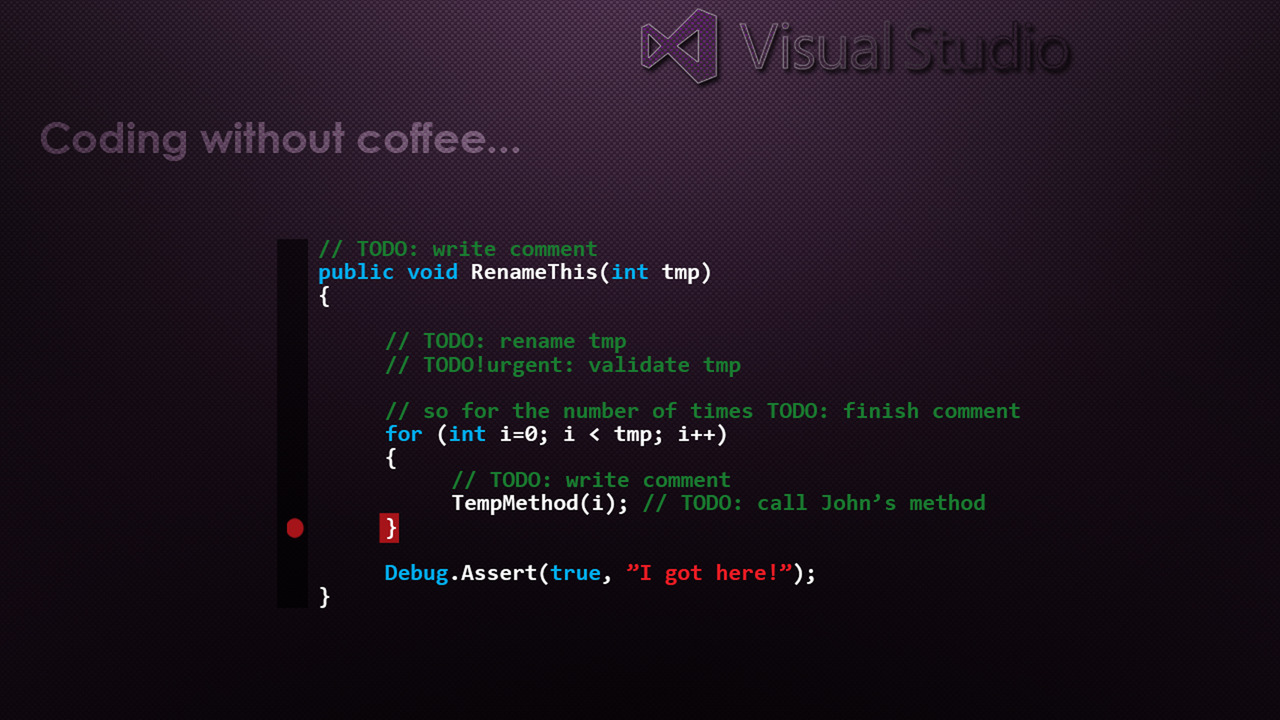 Visual Studio
Coding without coffee...
// TODO: write comment
public void RenameThis(int tmp)
{
// TODO: rename tmp
// TODO!urgent: validate tmp
// so for the number of times TODO: finish comment
for (int i=0; i < tmp; i++)
{
// TODO: write comment
TempMethod(i); // TODO: call John’s method
}
Debug.Assert(true, ”I got here!”);
}